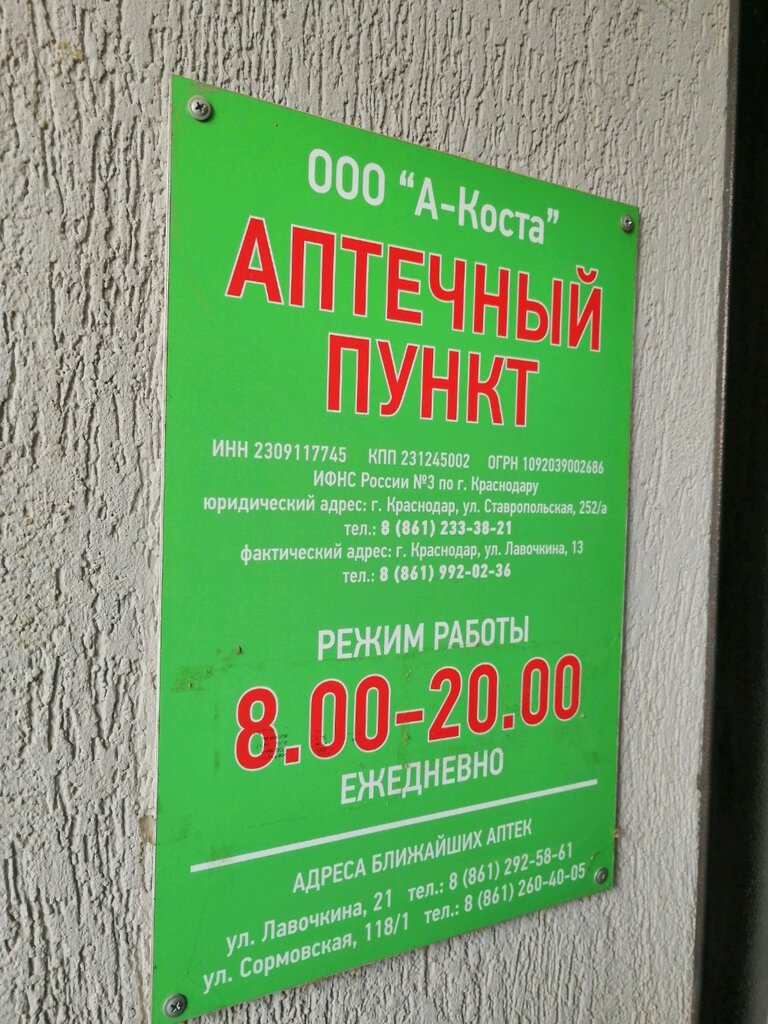 ООО “А-Коста”
АПТЕЧНЫЙ
ПУНКТ
ИНН 2309117745 КПП 231245002 ОГРН 1092039002686
ИФНС России №3 по г. Краснодару
юридический адрес: г. Краснодар, ул. Ставропольская, 252/а
тел.: 8 (861) 233-38-21
фактический адрес: г. Краснодар, ул. Лавочкина, 13
тел.: 8 (861) 992-02-36
РЕЖИМ РАБОТЫ
8.00-20.00
ЕЖЕДНЕВНО
АДРЕСА БЛИЖАЙШИХ АПТЕК
ул. Лавочкина, 21 тел.: 8 (861) 292-58-61
ул. Сормовская, 118/1 тел.: 8 (861) 260-40-05